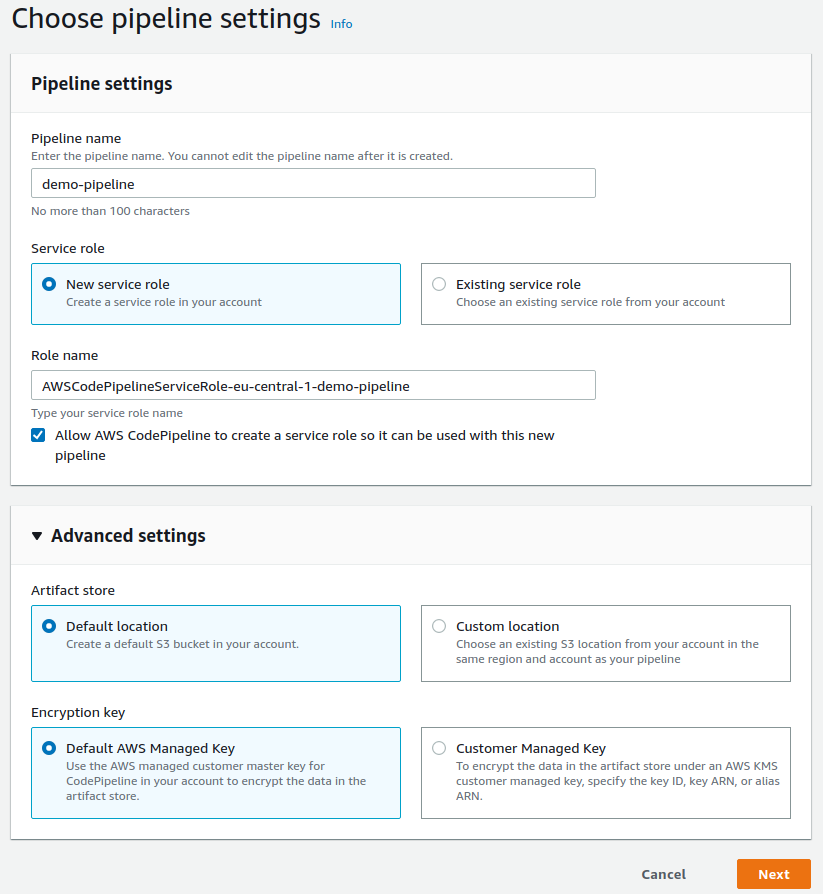 Choose pipeline settings Info
Pipeline settings
Pipeline name
Enter the pipeline name. You cannot edit the pipeline name after it is created.
demo-pipeline
No more than 100 characters
Service role
New service role
Create a service role in your account
Existing service role
Choose an existing service role from your account
Role name
AWSCodePipelineServiceRole-eu-central-1-demo-pipeline
Type your service role name
Allow AWS CodePipeline to create a service role so it can be used with this new
pipeline
Advanced settings
Artifact store
Default location
Create a default S3 bucket in your account.
Custom location
Choose an existing S3 location from your account in the
same region and account as your pipeline
Encryption key
Default AWS Managed Key
Use the AWS managed customer master key for
CodePipeline in your account to encrypt the data in the
artifact store.
Customer Managed Key
To encrypt the data in the artifact store under an AWS KMS
customer managed key, specify the key ID, key ARN, or alias
ARN.
Cancel
Next